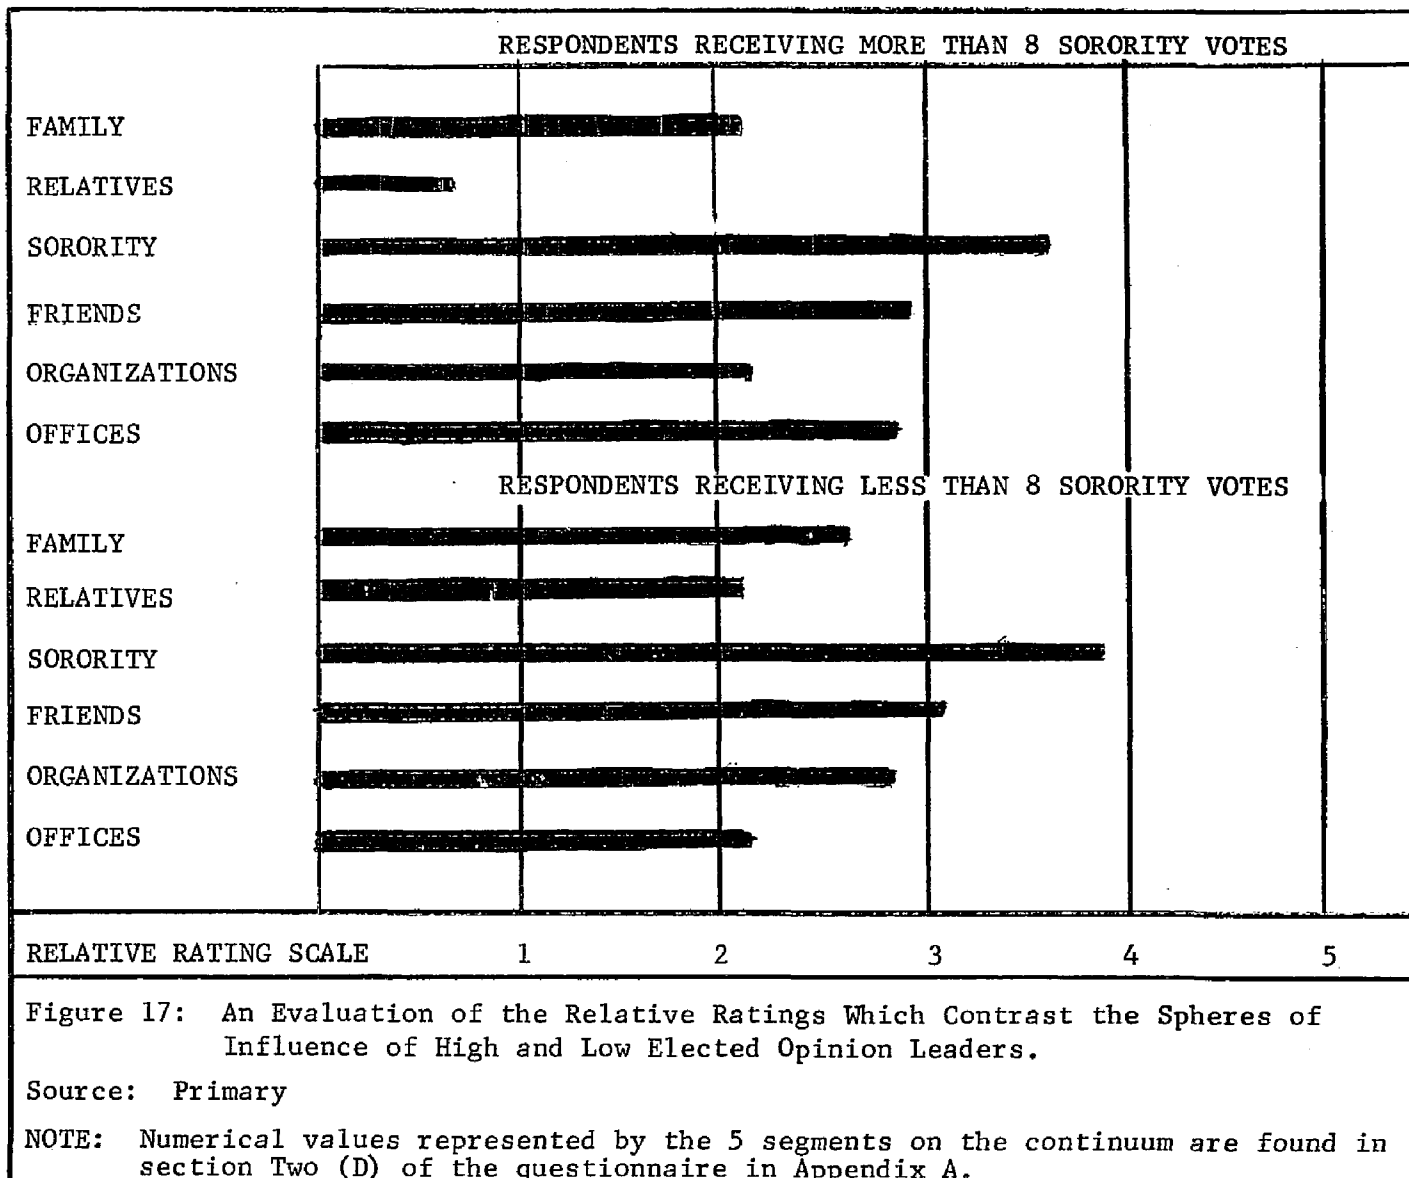 RESPONDENTS RECEIVING MORE THAN 8 SORORITY VOTES
FAMILY
RELATIVES
SORORITY
FRIENDS
ORGANIZATIONS
OFFICES
RESPONDENTS RECEIVING LESS THAN 8 SORORITY VOTES
FAMILY
RELATIVES
SORORITY
FRIENDS
ORGANIZATIONS
OFFICES
RELATIVE RATING SCALE 1 2 3 4 5
Figure 17: An Evaluation of the Relative Ratings Which Contrast the Spheres of
Influence of High and Low Elected Opinion Leaders.
Source: Primary
NOTE: Numerical values represented by the 5 segments on the continuum are found in
section Two (D) of the questionnaire in Appendix A.